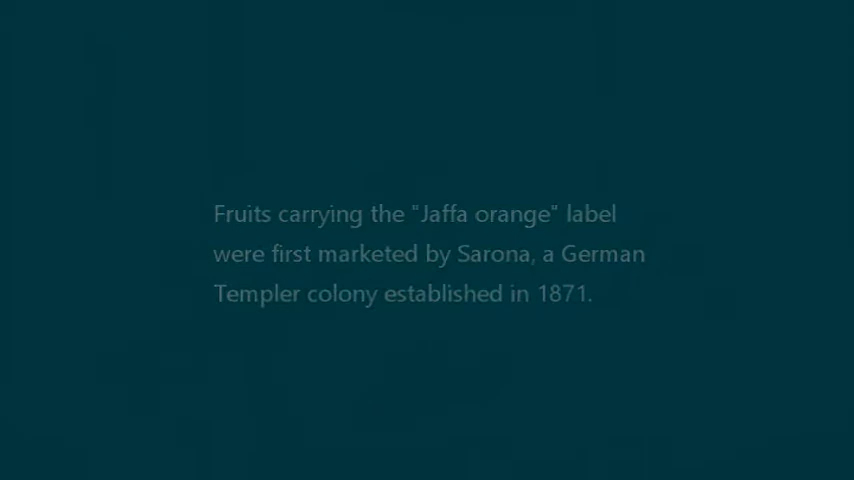 Fruits carrying the "Jaffa orange" label
were first marketed by Sarona, a German
Templer colony established in 1871.